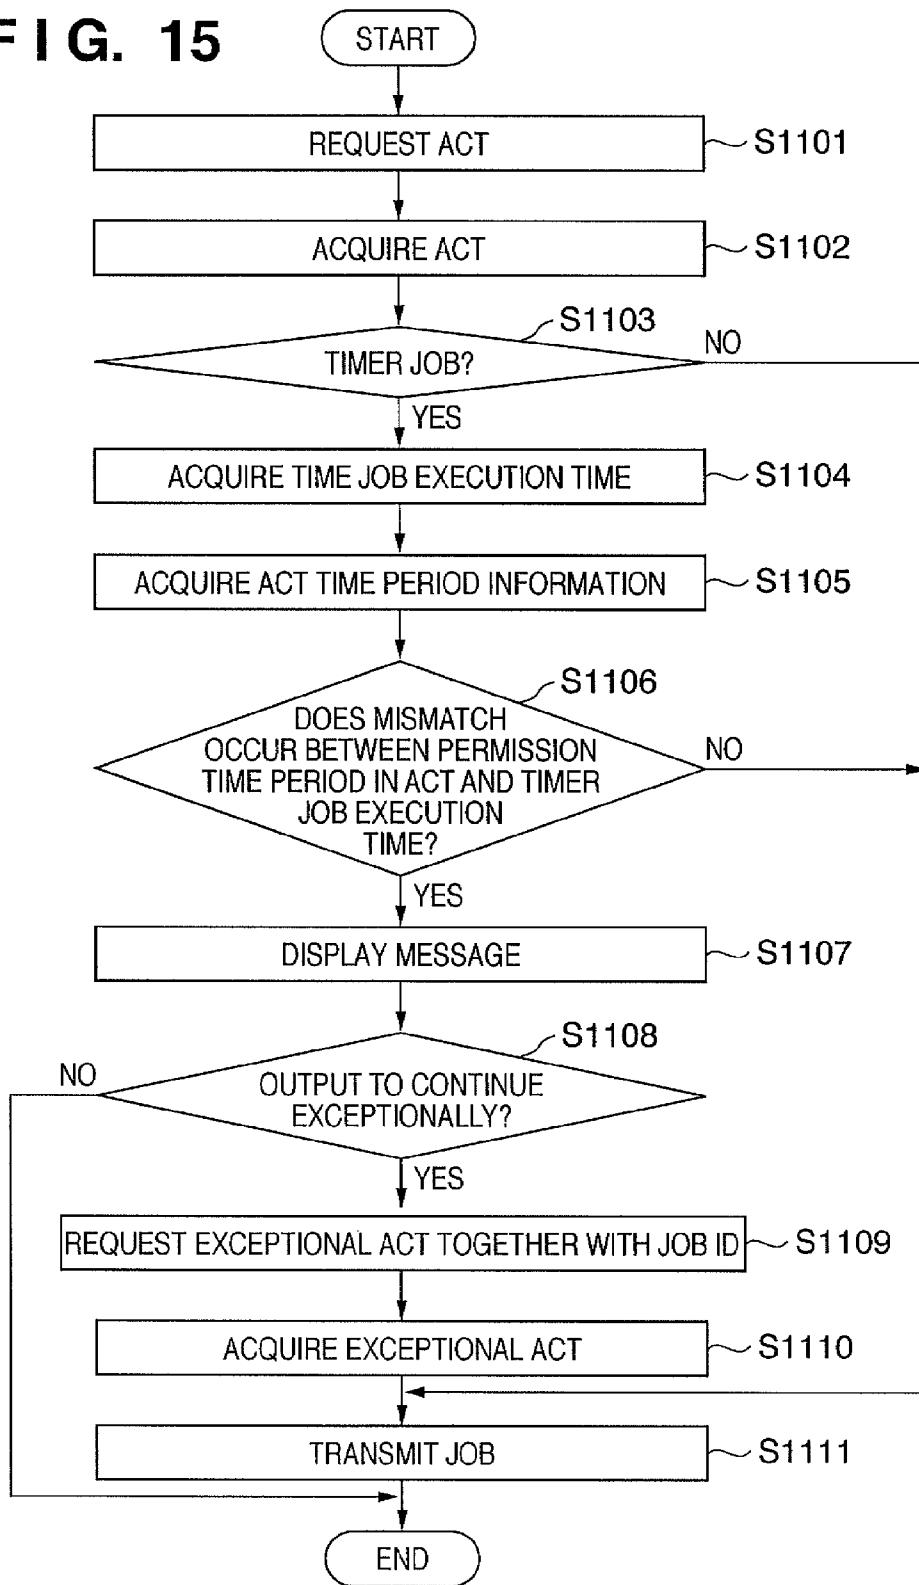 FIG. 15
START
REQUEST ACT
S1101
ACQUIRE ACT
S1102
S1103
TIMER JOB?
NO
YES
ACQUIRE TIME JOB EXECUTION TIME
S1104
ACQUIRE ACT TIME PERIOD INFORMATION
S1105
S1106
DOES MISMATCH
OCCUR BETWEEN PERMISSION
TIME PERIOD IN ACT AND TIMER
JOB EXECUTION
TIME?
NO
YES
DISPLAY MESSAGE
S1107
S1108
NO
OUTPUT TO CONTINUE
EXCEPTIONALLY?
YES
REQUEST EXCEPTIONAL ACT TOGETHER WITH JOB ID
S1109
ACQUIRE EXCEPTIONAL ACT
S1110
TRANSMIT JOB
S1111
END